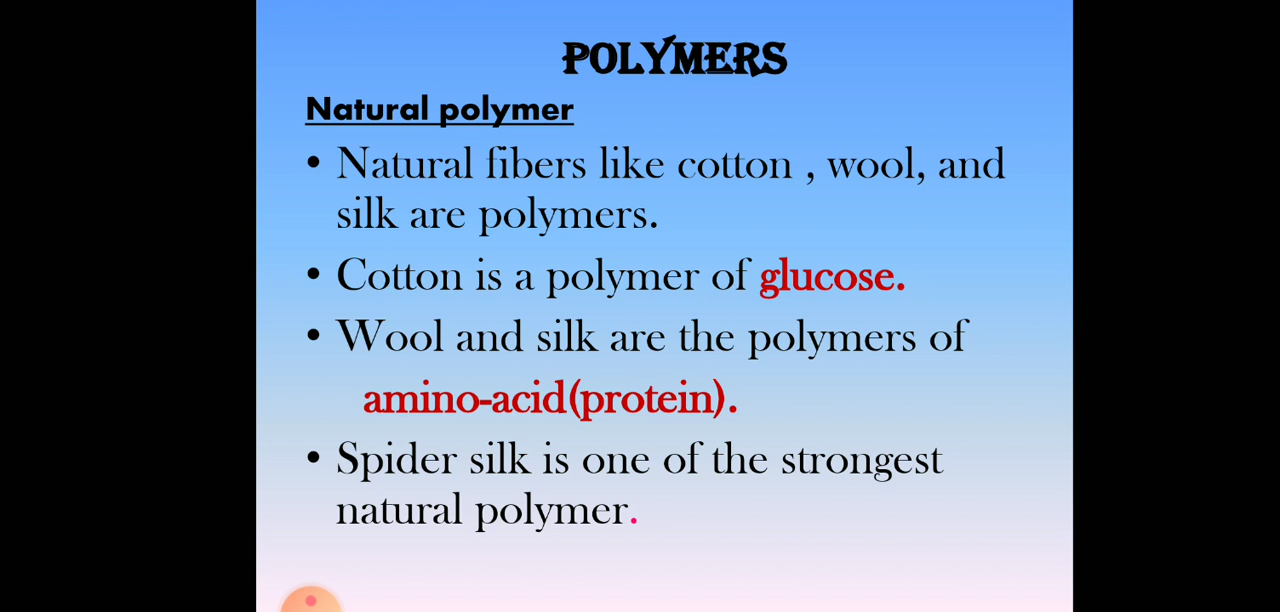 POLYMERS
Natural polymer
• Natural fibers like cotton , wool, and
silk are polymers.
• Cotton is a polymer of glucose.
• Wool and silk are the polymers of
amino-acid(protein).
• Spider silk is one of the strongest
natural polymer.